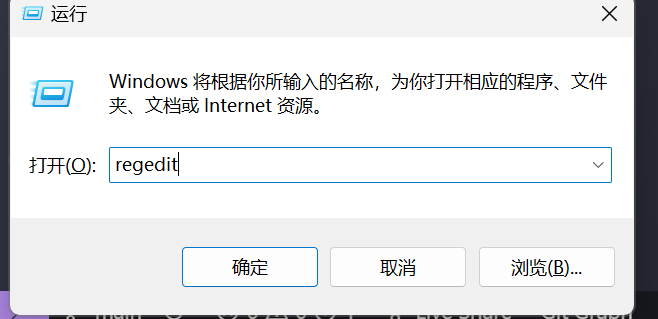 运行
Windows 将根据你所输入的名称，为你打开相应的程序、文件
夹、文档或 Internet 资源。
打开(O):
regedit
确定
取消
浏览(B)...